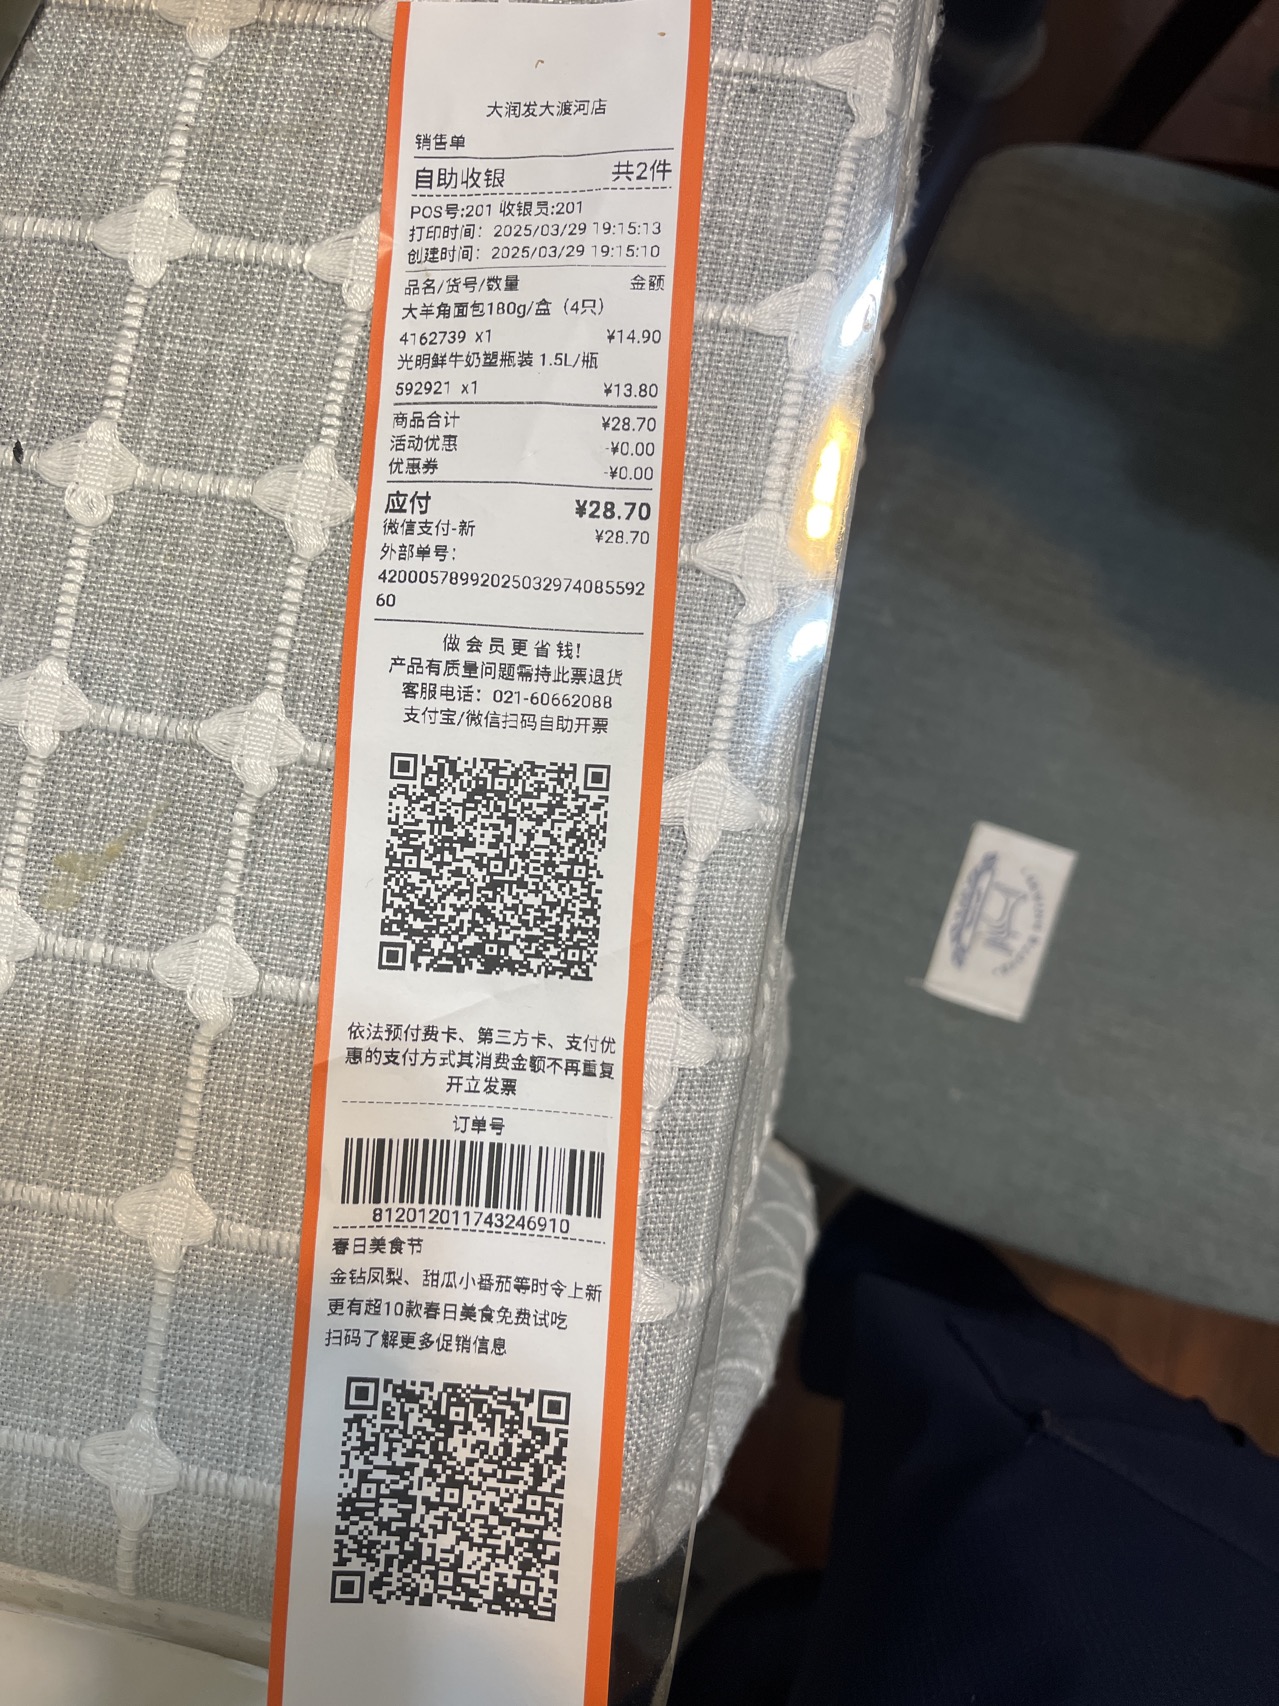 大润发大渡河店
销售单
自助收银 共2件
POS号:201 收银员:201
打印时间: 2025/03/29 19:15:13
创建时间: 2025/03/29 19:15:10
品名/货号/数量 金额
大羊角面包180g/盒（4只）
4162739 x1 ¥14.90
光明鲜牛奶塑瓶装 1.5L/瓶
592921 x1 ¥13.80
商品合计 ¥28.70
活动优惠 -¥0.00
优惠券 -¥0.00
应付 ¥28.70
微信支付-新 ¥28.70
外部单号:
42000578992025032974085592
60
做会员更省钱!
产品有质量问题需持此票退货
客服电话: 021-60662088
支付宝/微信扫码自助开票
依法预付费卡、第三方卡、支付优
惠的支付方式其消费金额不再重复
开立发票
订单号
812012011743246910
春日美食节
金钻凤梨、甜瓜小番茄等时令上新
更有超10款春日美食免费试吃
扫码了解更多促销信息